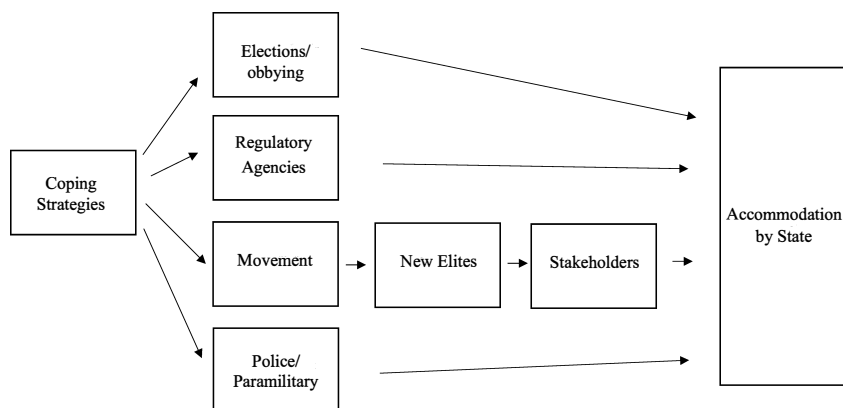 Elections/
obbying
Regulatory
Agencies
Coping
Strategies
Movement
New Elites
Stakeholders
Accommodation
by State
Police/
Paramilitary